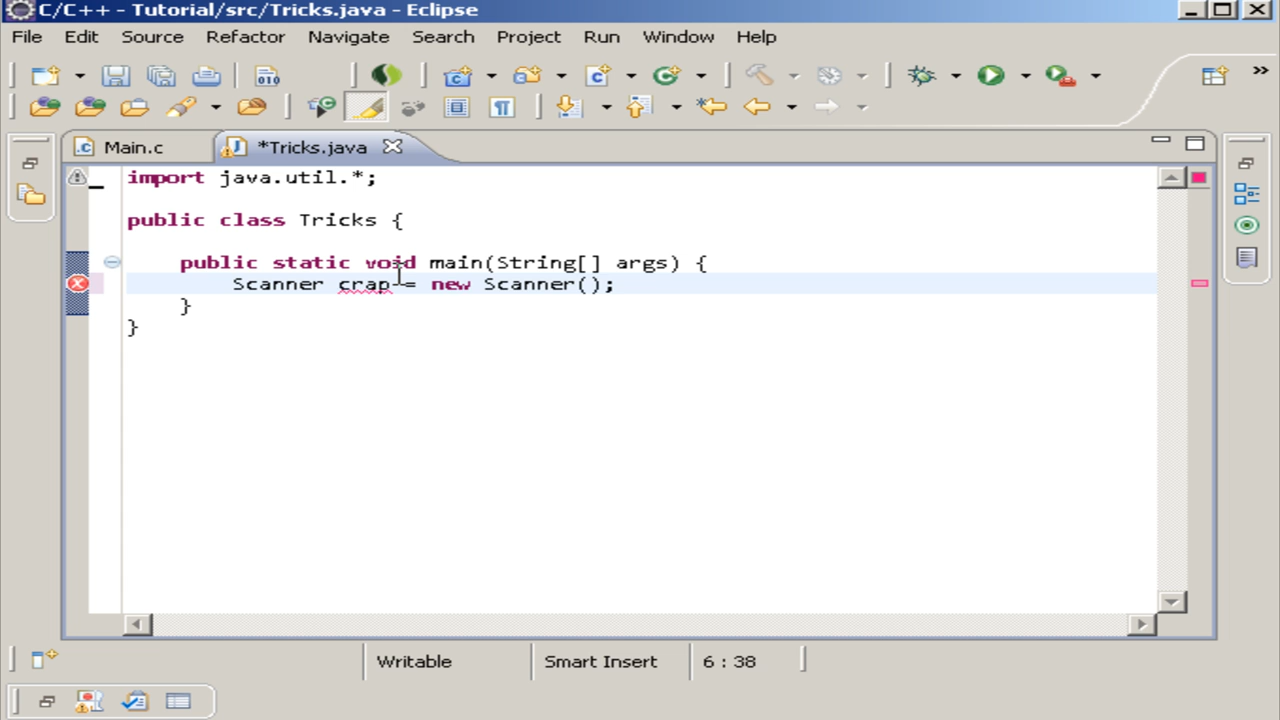 C/C++ - Tutorial/src/Tricks.java - Eclipse
File Edit Source Refactor Navigate Search Project Run Window Help
010
Main.c *Tricks.java
import java.util.*;
public class Tricks {
public static void main(String[] args) {
Scanner crap = new Scanner();
}
}
Writable Smart Insert 6 : 38